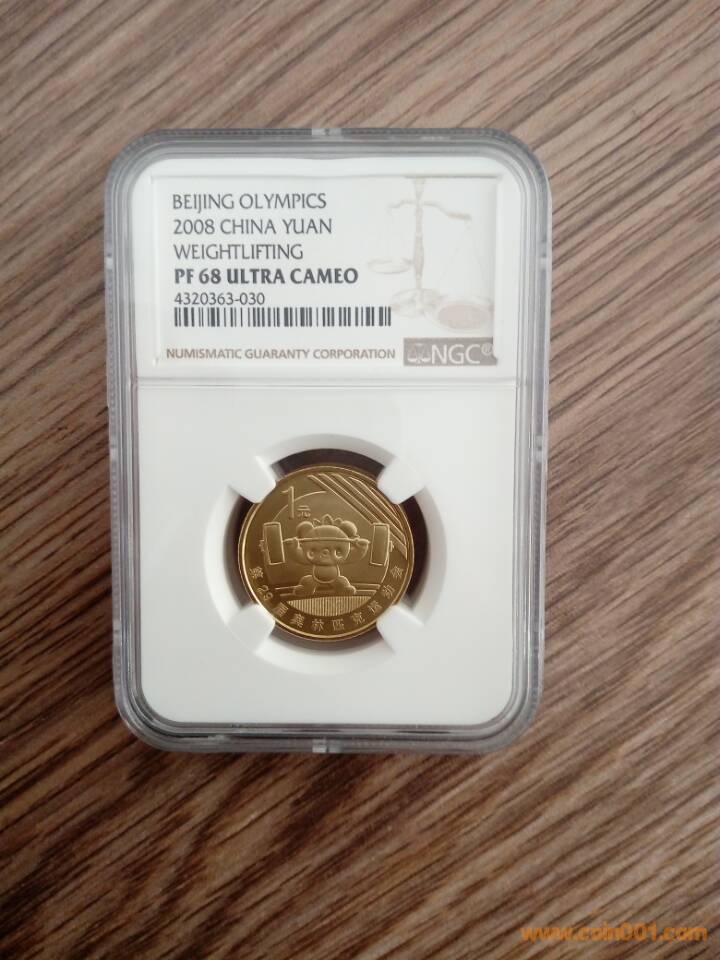 BEIJING OLYMPICS
2008 CHINA YUAN
WEIGHTLIFTING
PF 68 ULTRA CAMEO
4320363-030
NUMISMATIC GUARANTY CORPORATION
NGC®
1
元
第29届奥林匹克运动会
www.coin001.com